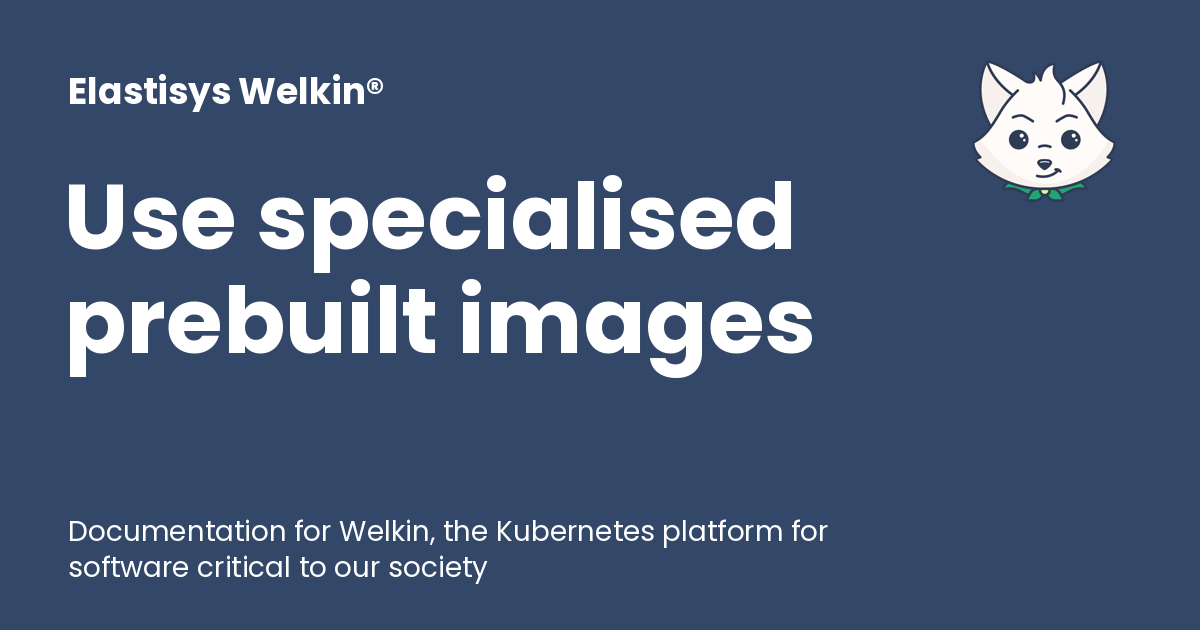 Elastisys Welkin®
Use specialised
prebuilt images
Documentation for Welkin, the Kubernetes platform for
software critical to our society